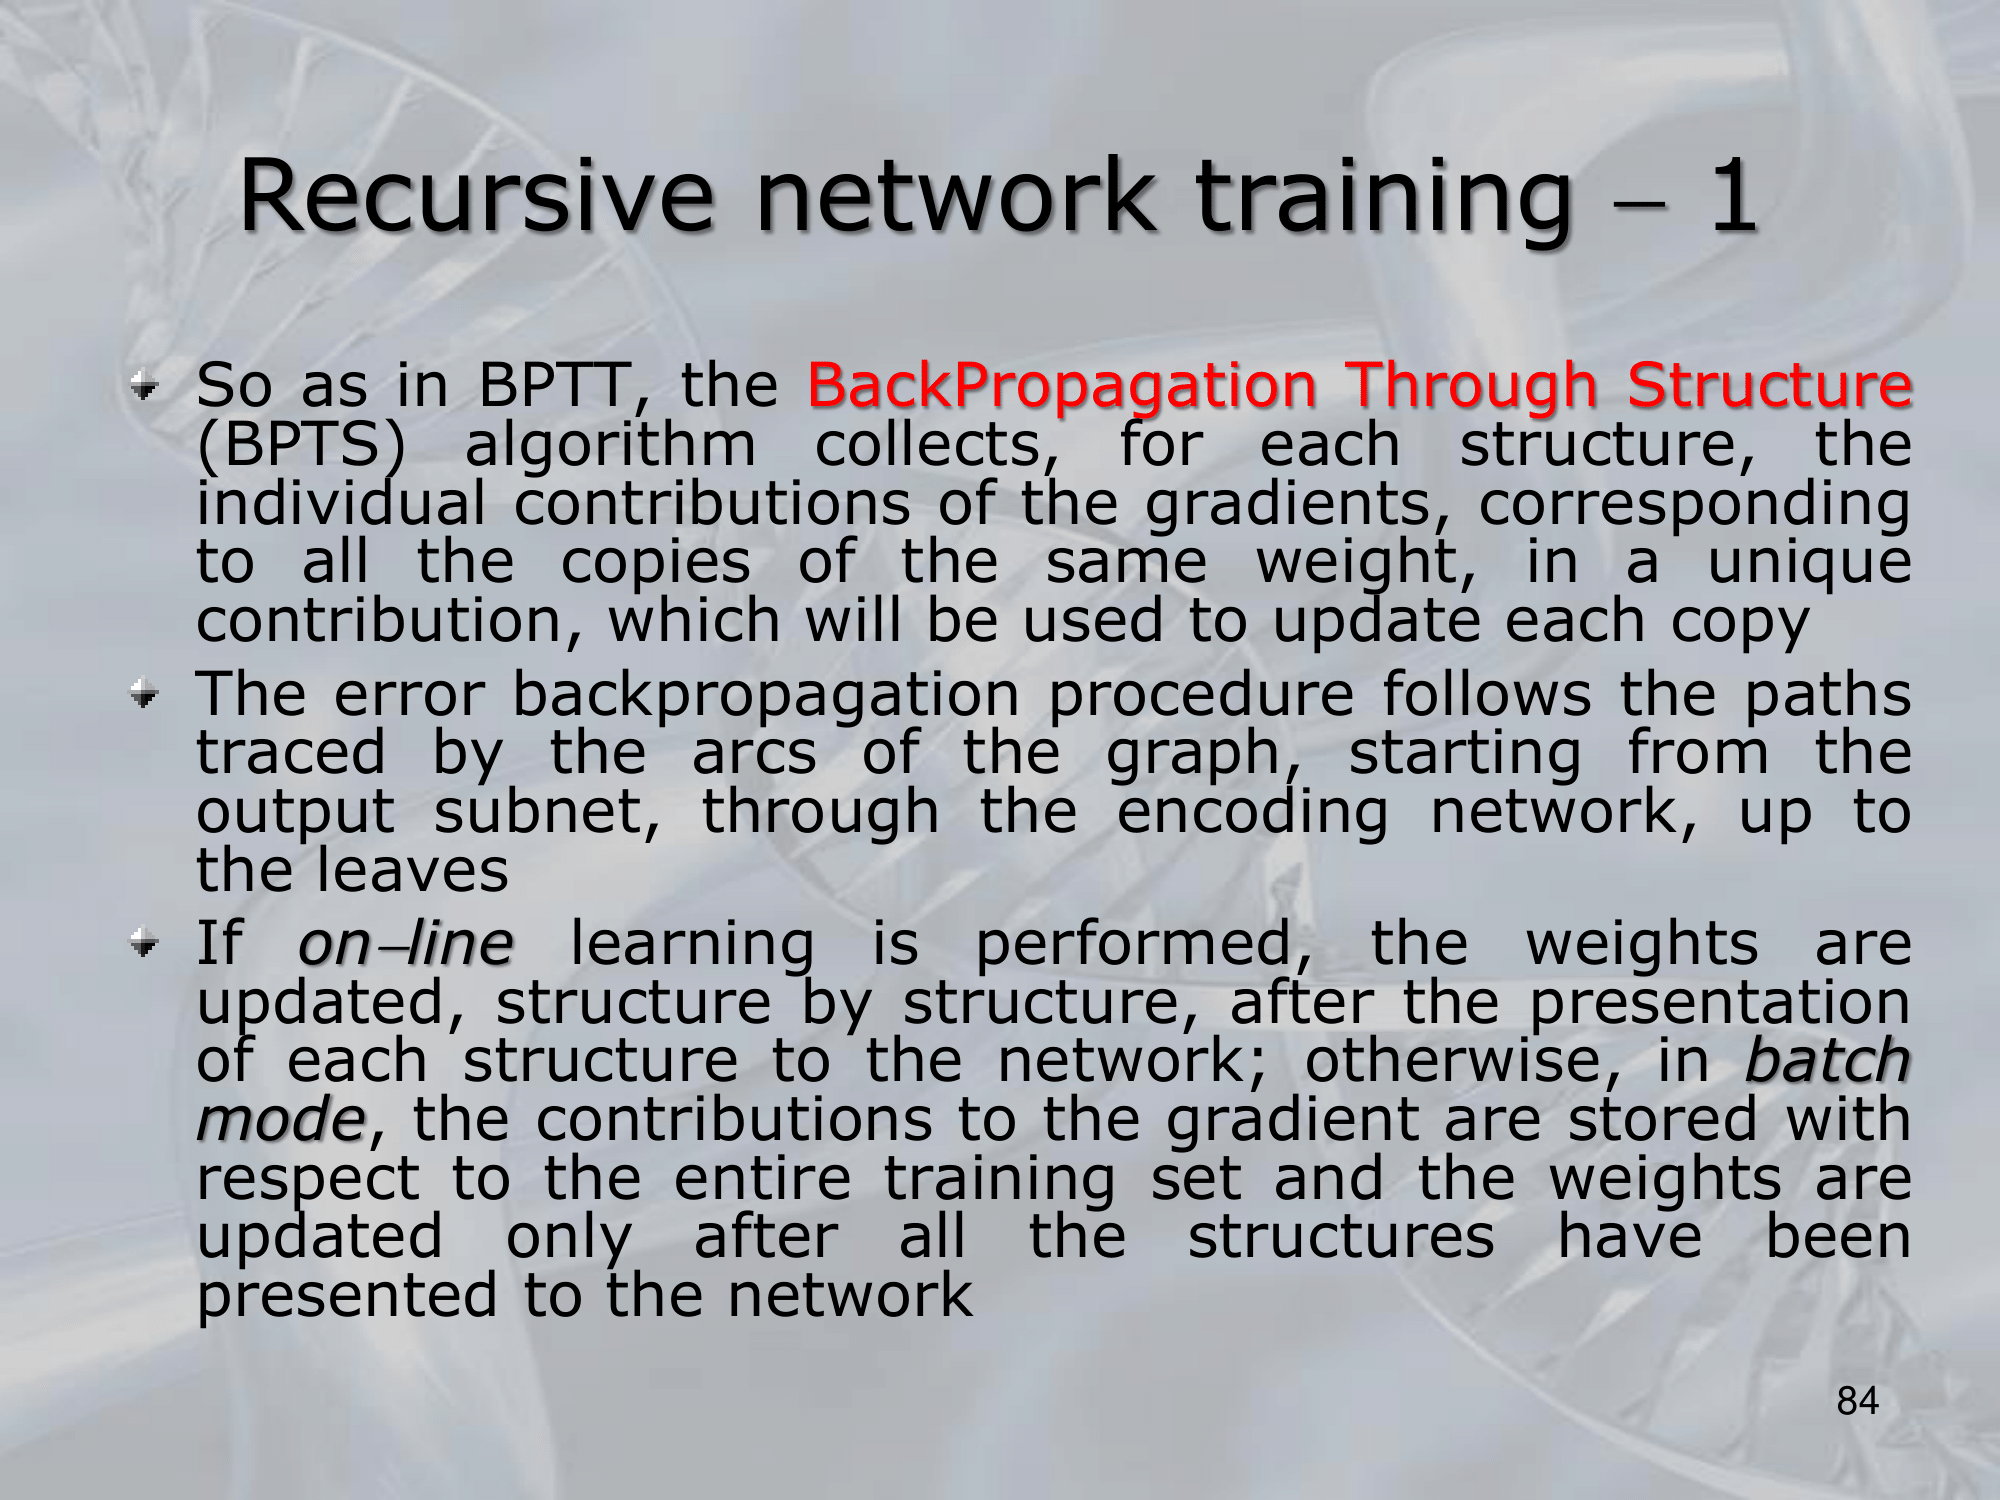 Recursive network training – 1
So as in BPTT, the BackPropagation Through Structure
(BPTS) algorithm collects, for each structure, the
individual contributions of the gradients, corresponding
to all the copies of the same weight, in a unique
contribution, which will be used to update each copy
The error backpropagation procedure follows the paths
traced by the arcs of the graph, starting from the
output subnet, through the encoding network, up to
the leaves
If on–line learning is performed, the weights are
updated, structure by structure, after the presentation
of each structure to the network; otherwise, in batch
mode, the contributions to the gradient are stored with
respect to the entire training set and the weights are
updated only after all the structures have been
presented to the network
84